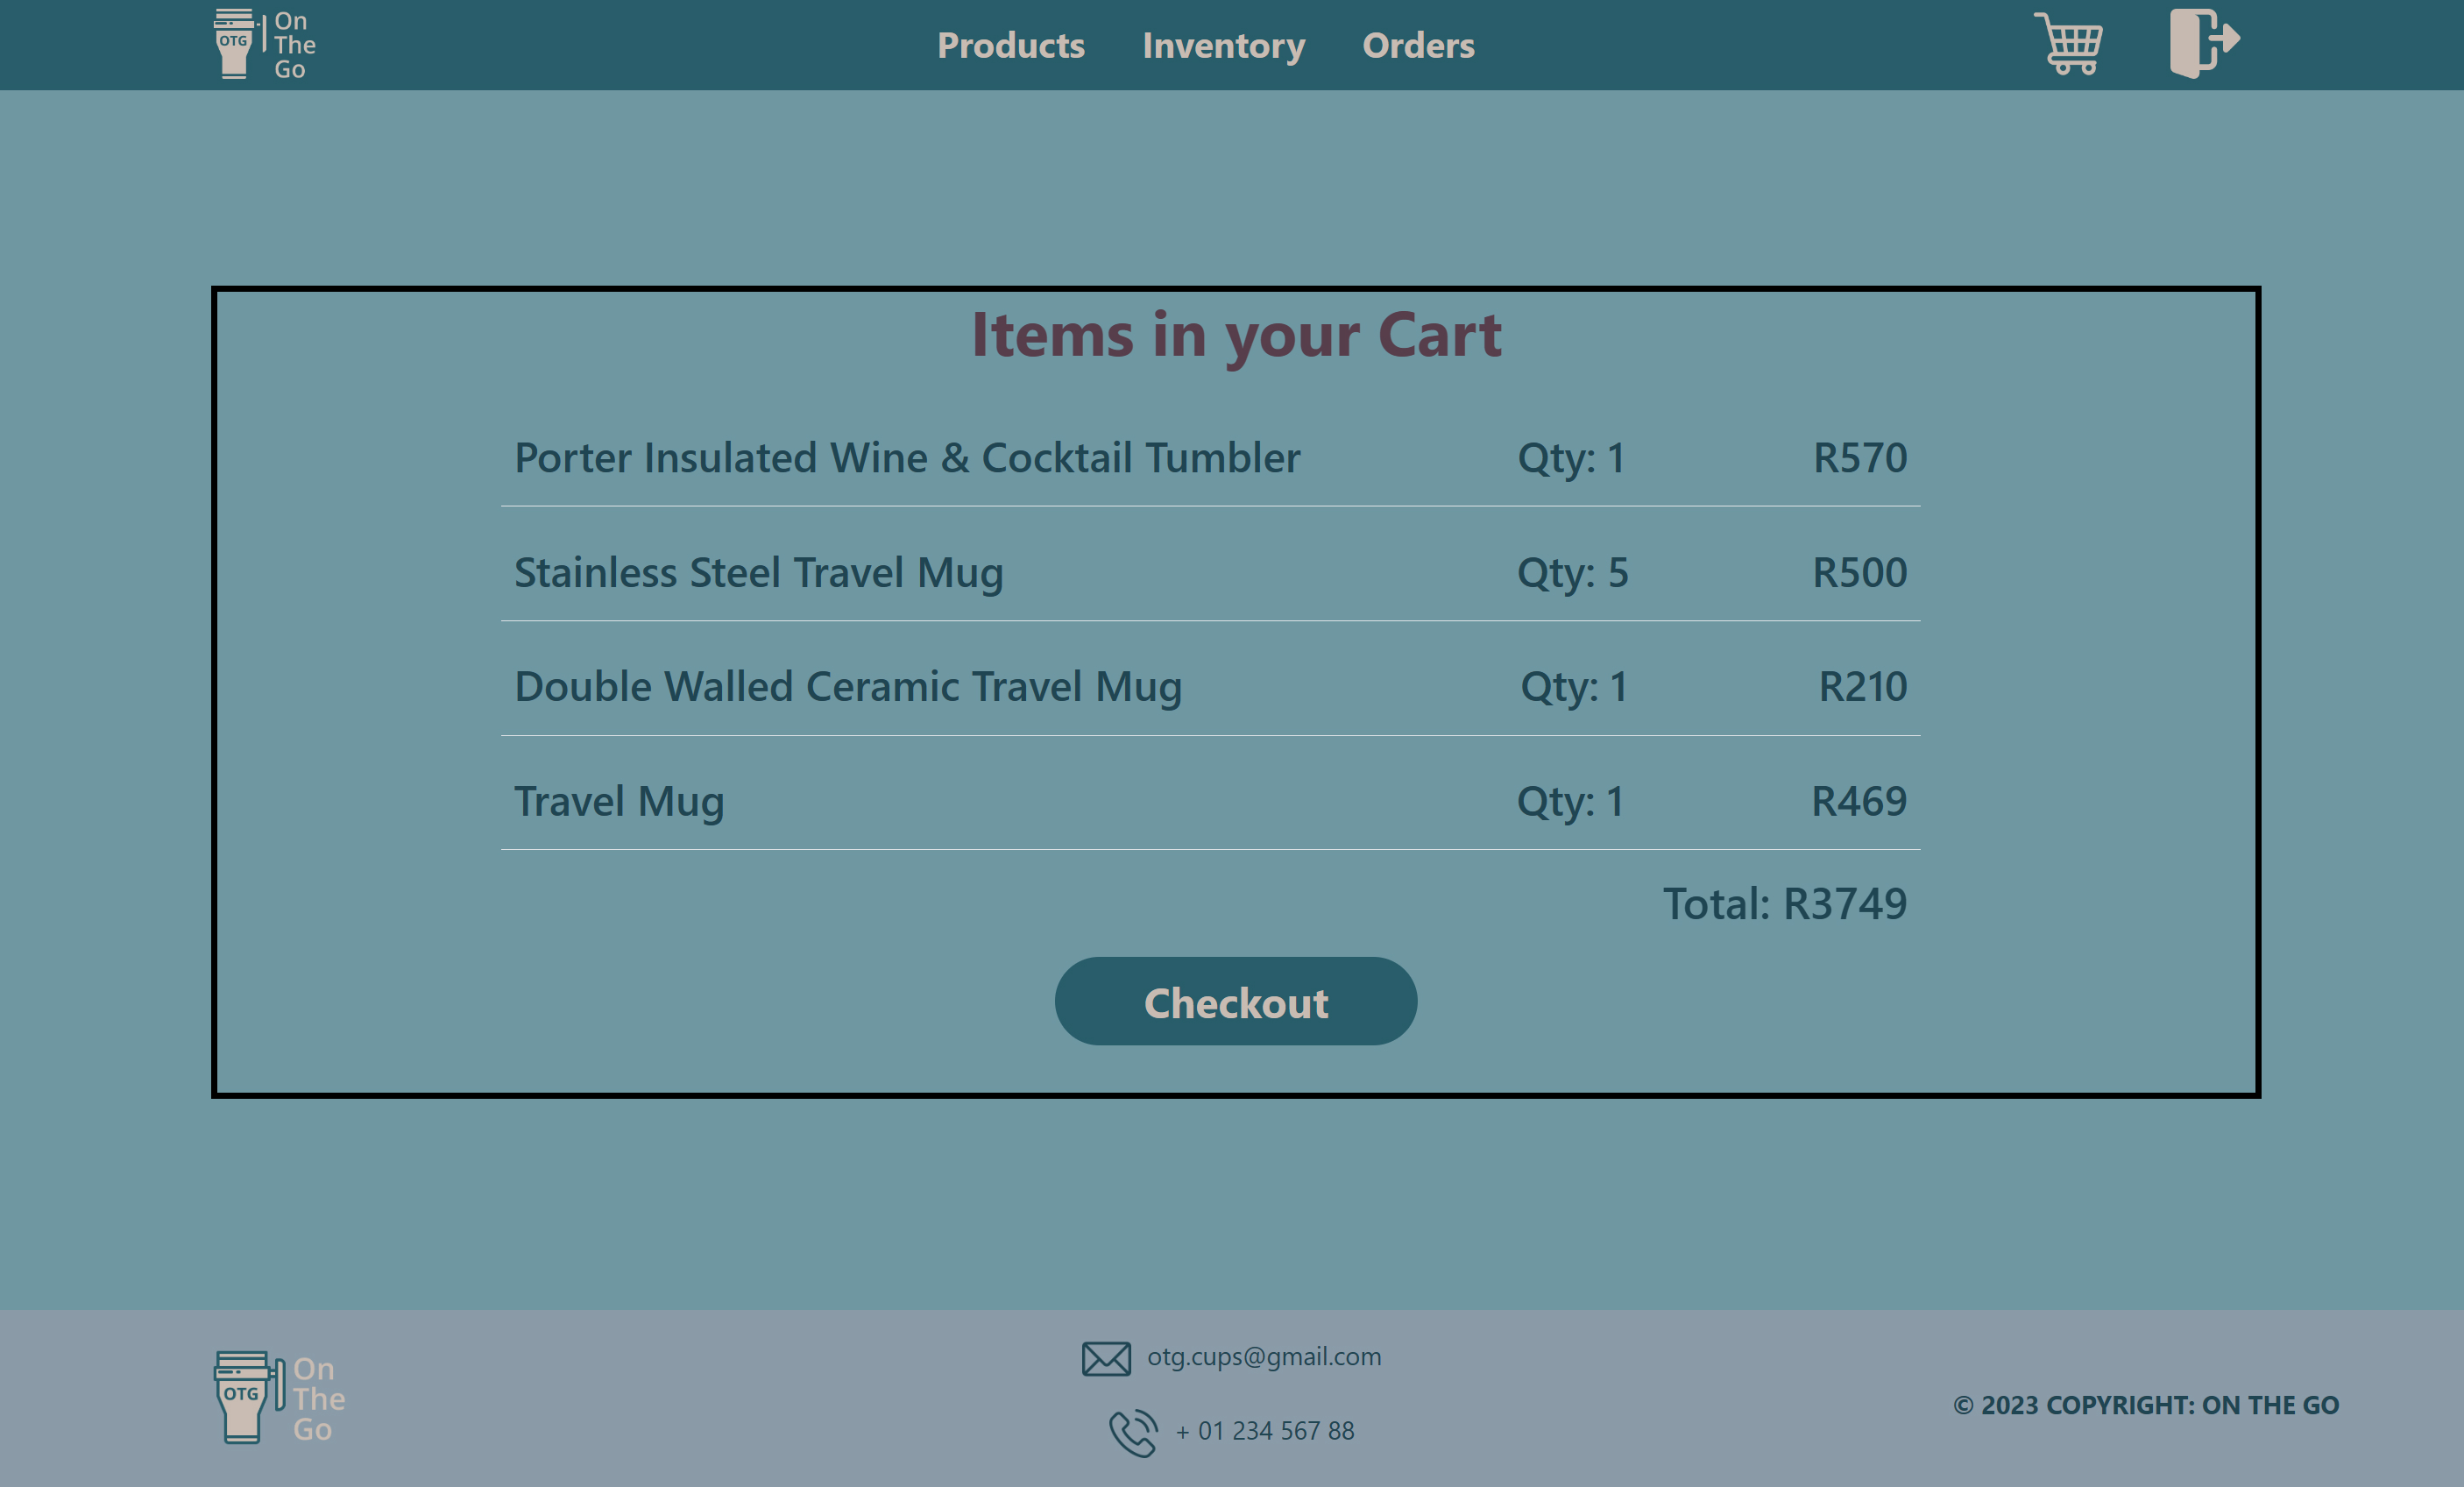 OTG
On
The
Go
Products Inventory Orders
Items in your Cart
Porter Insulated Wine & Cocktail Tumbler Qty: 1 R570
Stainless Steel Travel Mug Qty: 5 R500
Double Walled Ceramic Travel Mug Qty: 1 R210
Travel Mug Qty: 1 R469
Total: R3749
Checkout
OTG
On
The
Go
otg.cups@gmail.com
+ 01 234 567 88
© 2023 COPYRIGHT: ON THE GO